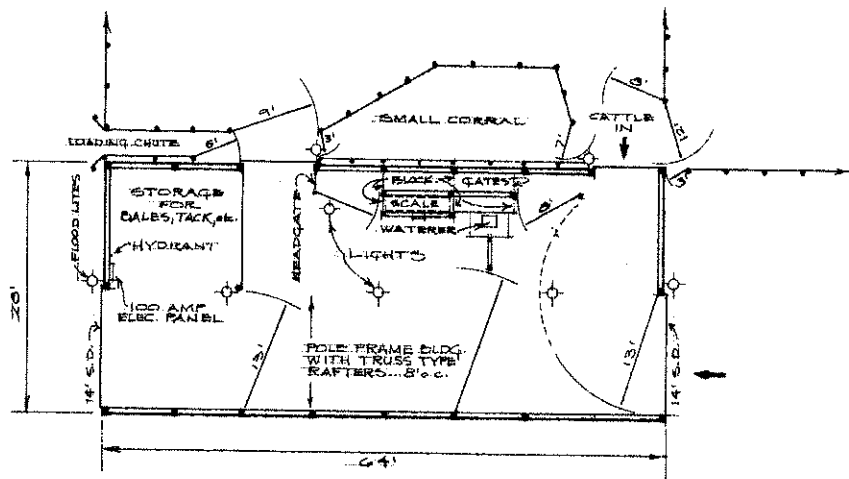 LOADING CHUTE
9'
6'
3'
SMALL CORRAL
7'
CATTLE
IN
8'
12'
3'
STORAGE
FOR
BALES, TACK, etc.
HYDRANT
100 AMP
ELEC. PANEL
FLOOD LITES
HEADGATE
BLOCK GATES
SCALE
WATERER
8'
LIGHTS
28'
14' S.D.
13'
POLE FRAME BLDG.
WITH TRUSS TYPE
RAFTERS...8' o.c.
13'
14' S.D.
64'